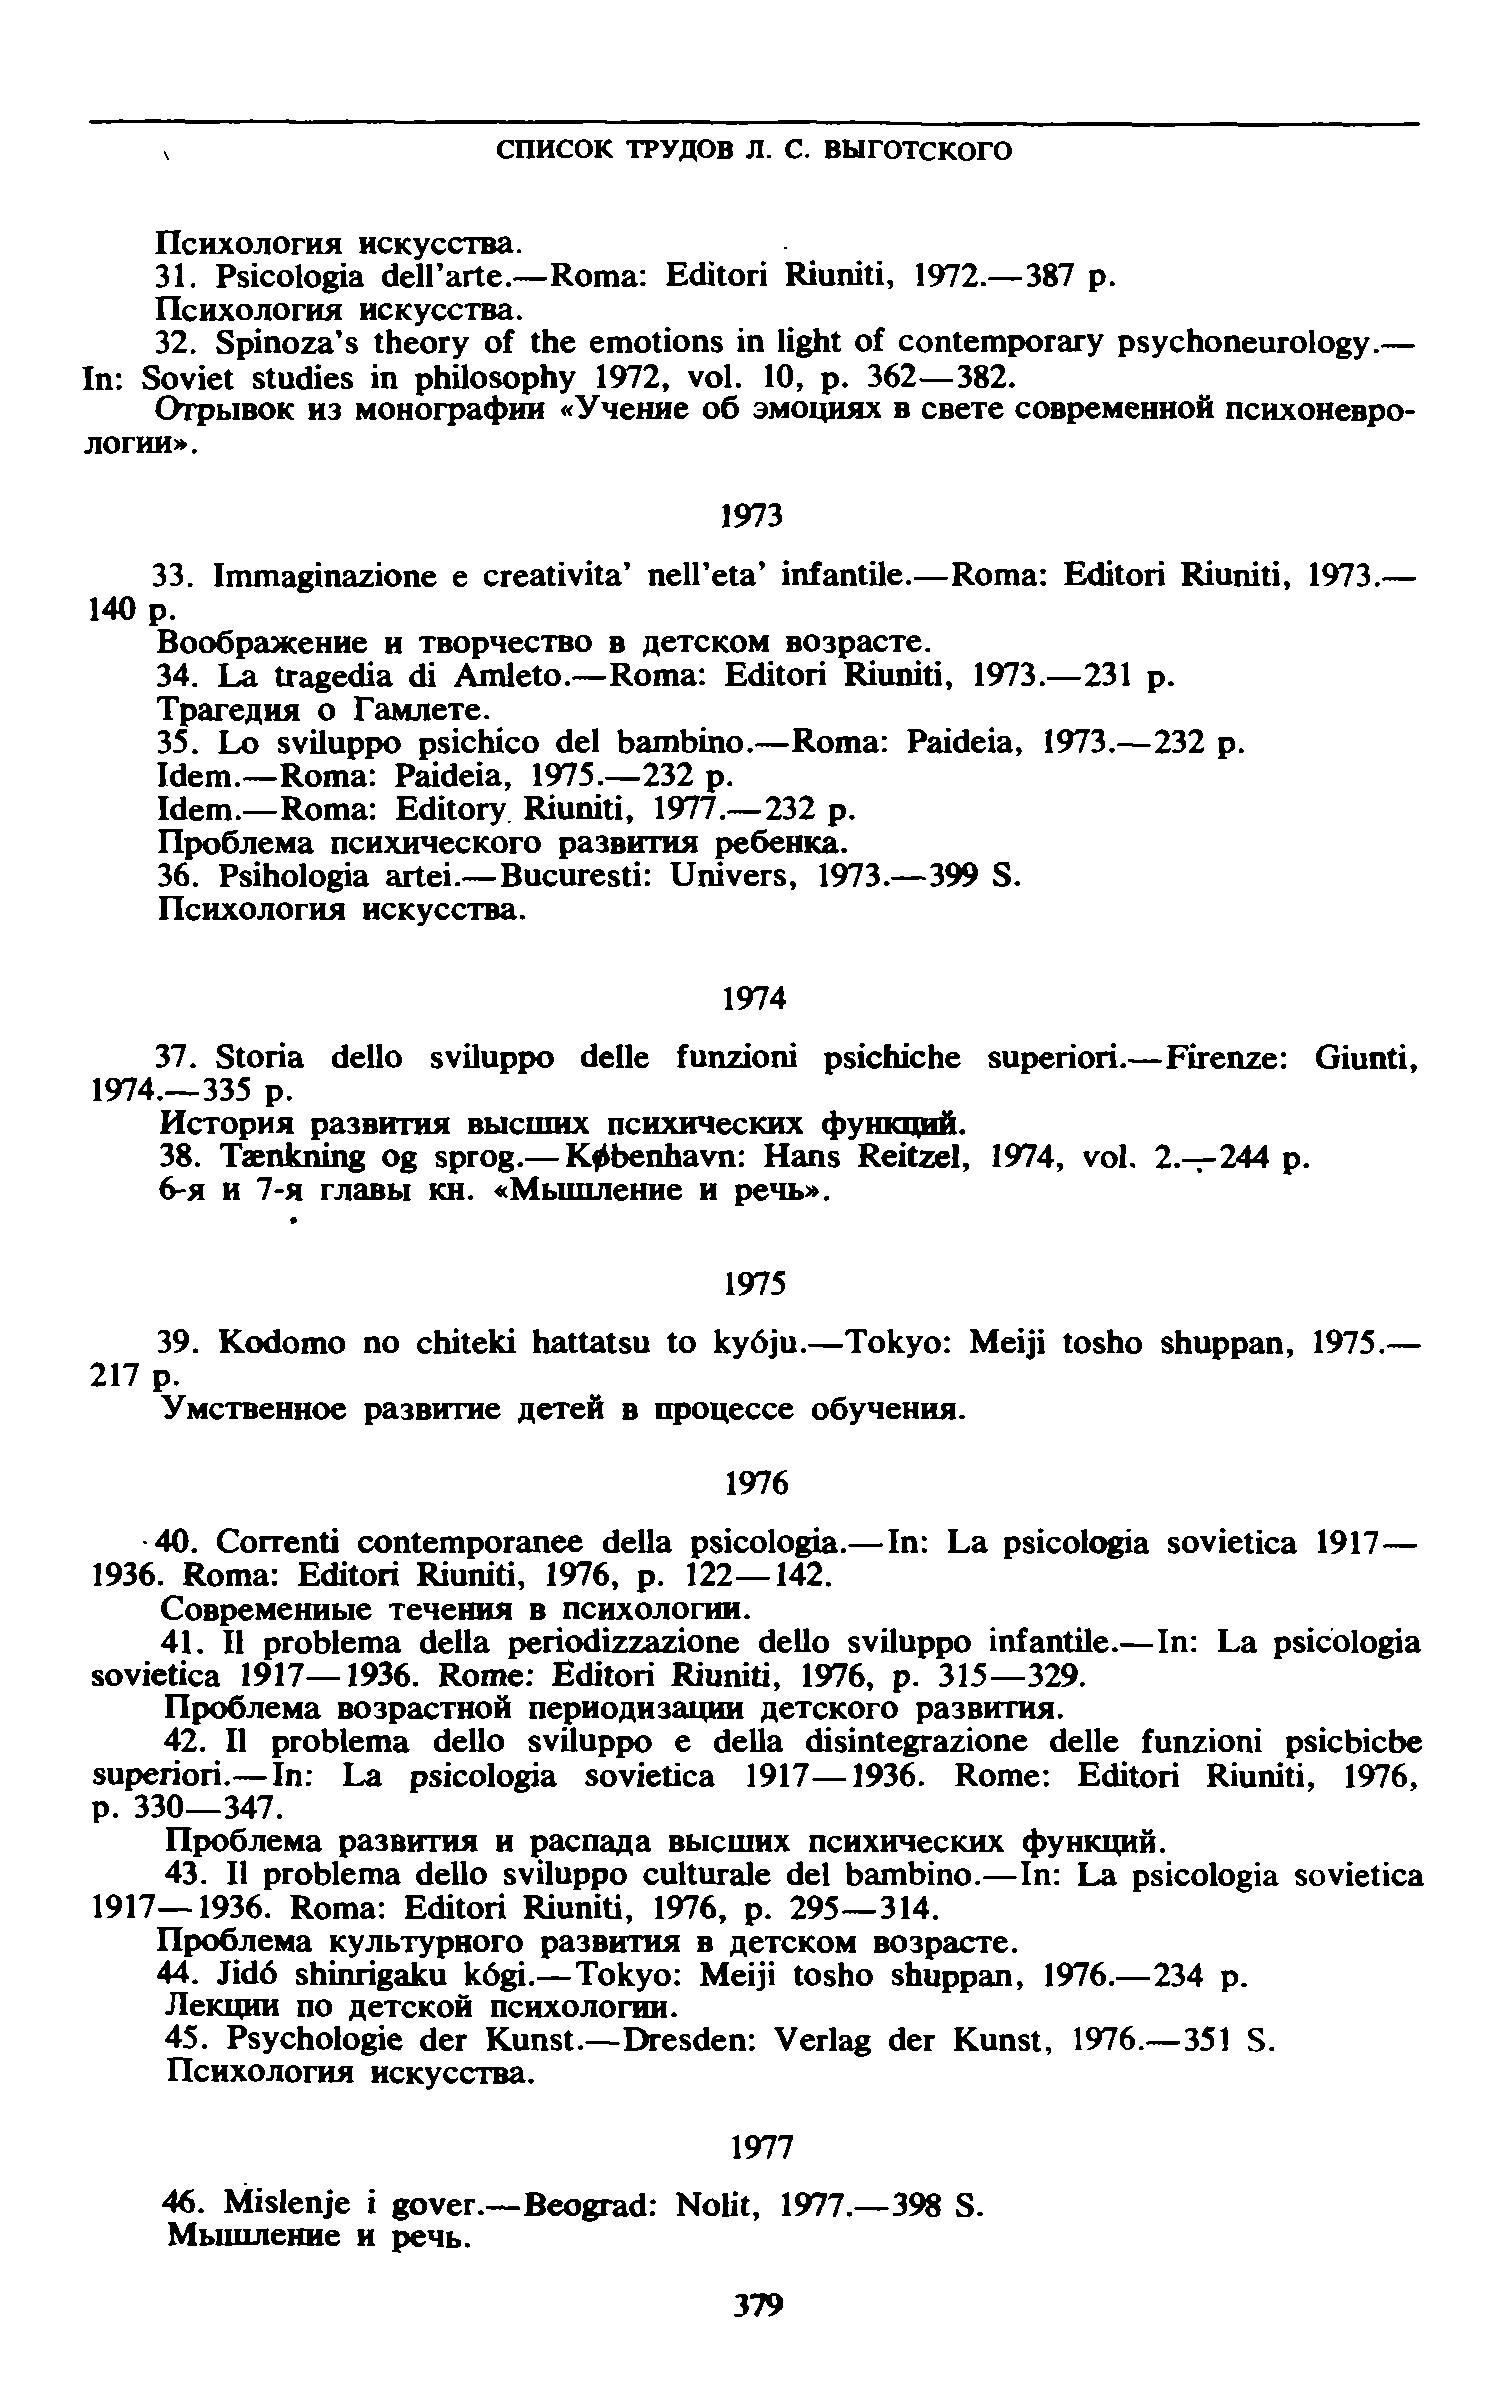 СПИСОК ТРУДОВ Л. С. ВЫГОТСКОГО
Психология искусства.
31. Psicologia dell’arte.—Roma: Editori Riuniti, 1972.—387 p.
Психология искусства.
32. Spinoza’s theory of the emotions in light of contemporary psychoneurology.—
In: Soviet studies in philosophy 1972, vol. 10, p. 362—382.
Отрывок из монографии «Учение об эмоциях в свете современной психоневро-
логии».
1973
33. Immaginazione e creativita’ nell’eta’ infantile.—Roma: Editori Riuniti, 1973.—
140 p.
Воображение и творчество в детском возрасте.
34. La tragedia di Amleto.—Roma: Editori Riuniti, 1973.—231 p.
Трагедия о Гамлете.
35. Lo sviluppo psichico del bambino.—Roma: Paideia, 1973.—232 p.
Idem.—Roma: Paideia, 1975.—232 p.
Idem.—Roma: Editory Riuniti, 1977.—232 p.
Проблема психического развития ребенка.
36. Psihologia artei.—Bucuresti: Univers, 1973.—399 S.
Психология искусства.
1974
37. Storia dello sviluppo delle funzioni psichiche superiori.—Firenze: Giunti,
1974.—335 p.
История развития высших психических функций.
38. Tænkning og sprog.—København: Hans Reitzel, 1974, vol. 2.—244 p.
6-я и 7-я главы кн. «Мышление и речь».
1975
39. Kodomo no chiteki hattatsu to kyóju.—Tokyo: Meiji tosho shuppan, 1975.—
217 p.
Умственное развитие детей в процессе обучения.
1976
40. Correnti contemporanee della psicologia.—In: La psicologia sovietica 1917—
1936. Roma: Editori Riuniti, 1976, p. 122—142.
Современные течения в психологии.
41. Il problema della periodizzazione dello sviluppo infantile.—In: La psicologia
sovietica 1917—1936. Rome: Editori Riuniti, 1976, p. 315—329.
Проблема возрастной периодизации детского развития.
42. Il problema dello sviluppo e della disintegrazione delle funzioni psicbicbe
superiori.—In: La psicologia sovietica 1917—1936. Rome: Editori Riuniti, 1976,
p. 330—347.
Проблема развития и распада высших психических функций.
43. Il problema dello sviluppo culturale del bambino.—In: La psicologia sovietica
1917—1936. Roma: Editori Riuniti, 1976, p. 295—314.
Проблема культурного развития в детском возрасте.
44. Jidó shinrigaku kógi.—Tokyo: Meiji tosho shuppan, 1976.—234 p.
Лекции по детской психологии.
45. Psychologie der Kunst.—Dresden: Verlag der Kunst, 1976.—351 S.
Психология искусства.
1977
46. Mislenje i gover.—Beograd: Nolit, 1977.—398 S.
Мышление и речь.
379